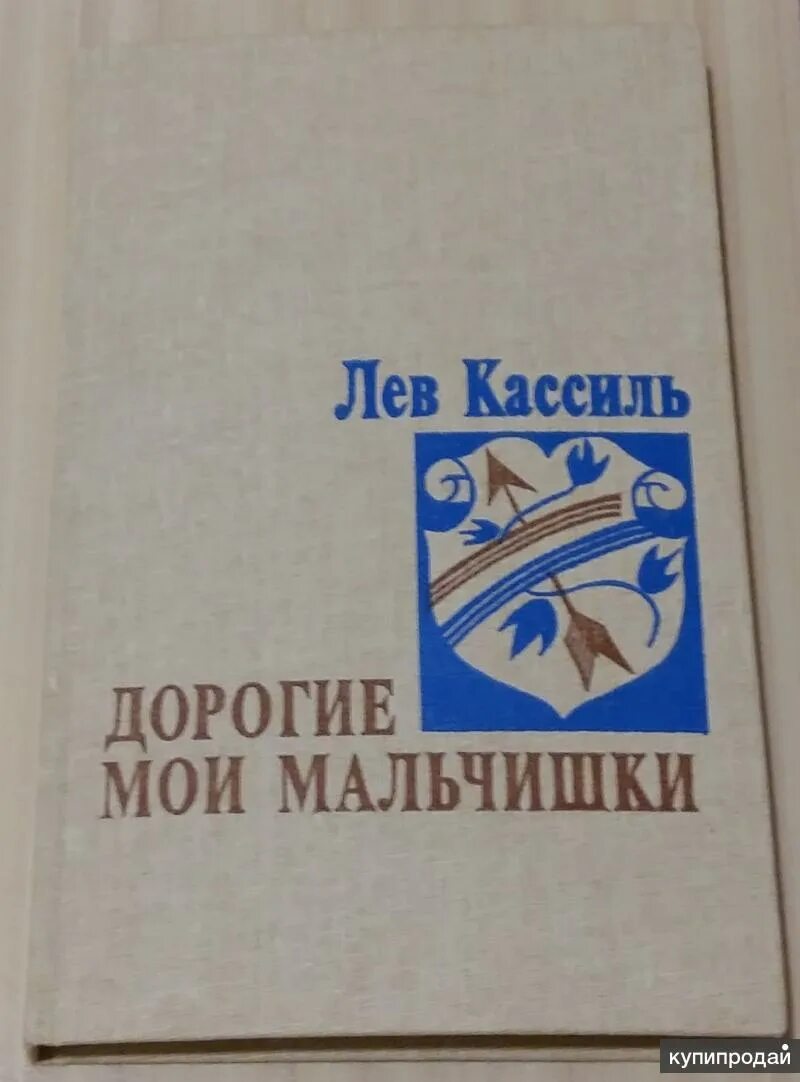 Лев Кассиль
ДОРОГИЕ
МОИ МАЛЬЧИШКИ
купипродай